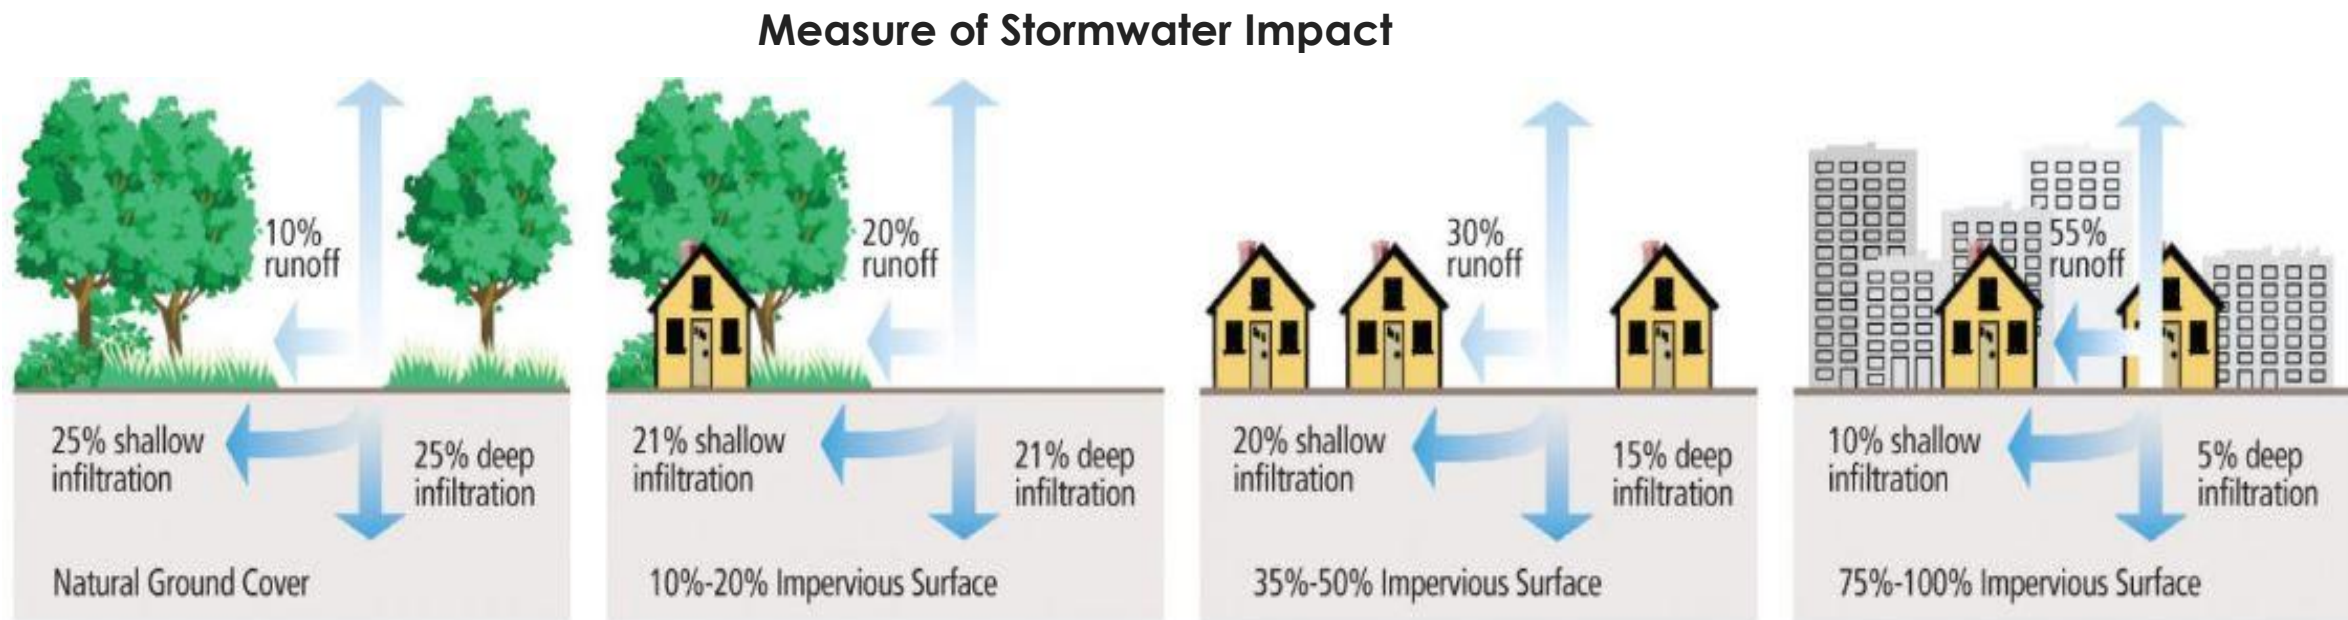 Measure of Stormwater Impact
10%
runoff
25% shallow
infiltration
25% deep
infiltration
Natural Ground Cover
20%
runoff
21% shallow
infiltration
21% deep
infiltration
10%-20% Impervious Surface
30%
runoff
20% shallow
infiltration
15% deep
infiltration
35%-50% Impervious Surface
55%
runoff
10% shallow
infiltration
5% deep
infiltration
75%-100% Impervious Surface